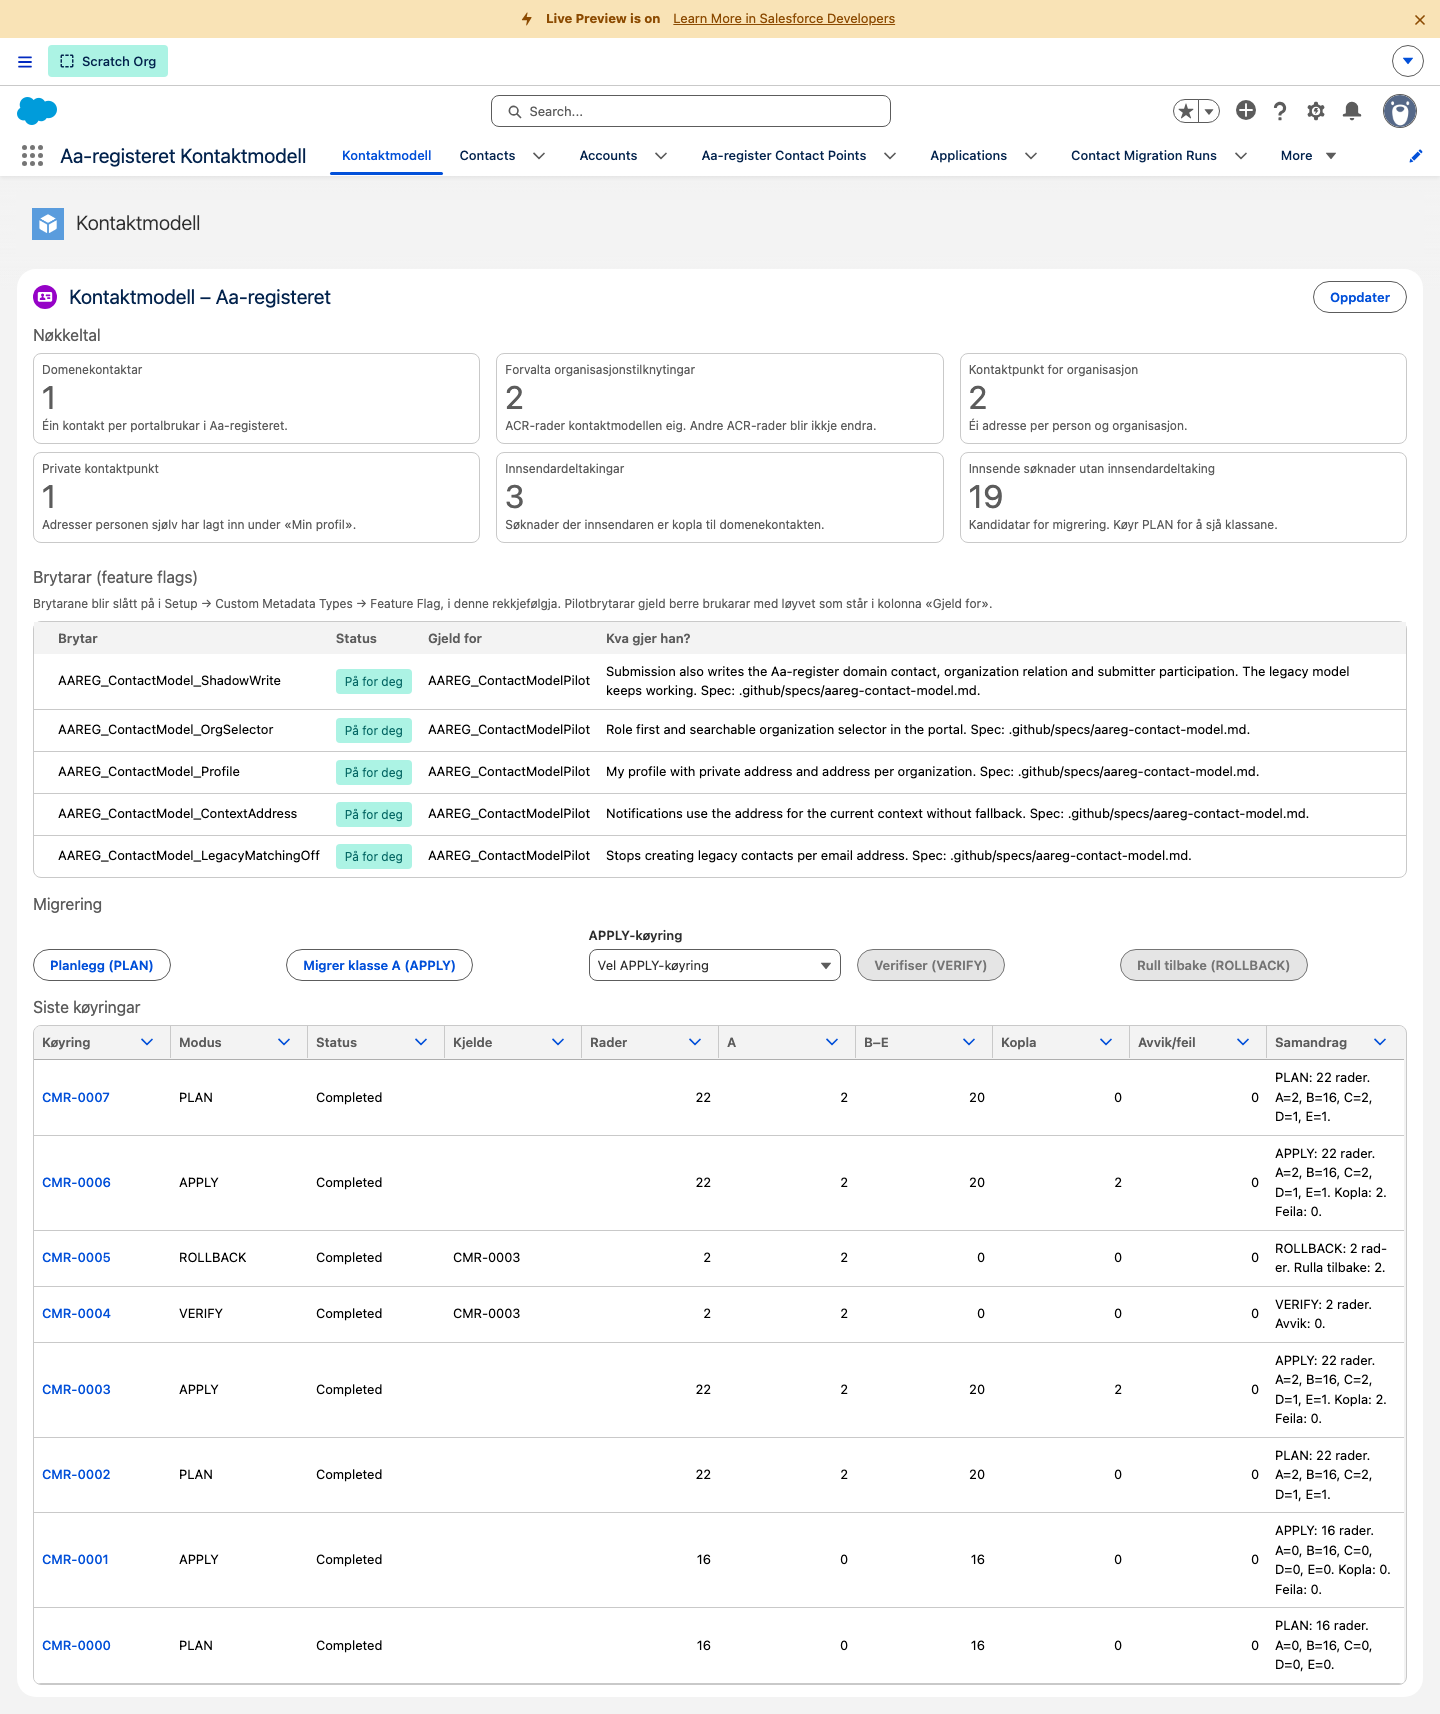 Live Preview is on Learn More in Salesforce Developers
Scratch Org
Search...
Aa-registeret Kontaktmodell Kontaktmodell Contacts Accounts Aa-register Contact Points Applications Contact Migration Runs More
Kontaktmodell
Kontaktmodell – Aa-registeret Oppdater
Nøkkeltal
Domenekontaktar
1
Éin kontakt per portalbrukar i Aa-registeret.
Forvalta organisasjonstilknytingar
2
ACR-rader kontaktmodellen eig. Andre ACR-rader blir ikkje endra.
Kontaktpunkt for organisasjon
2
Éi adresse per person og organisasjon.
Private kontaktpunkt
1
Adresser personen sjølv har lagt inn under «Min profil».
Innsendardeltakingar
3
Søknader der innsendaren er kopla til domenekontakten.
Innsende søknader utan innsendardeltaking
19
Kandidatar for migrering. Køyr PLAN for å sjå klassane.
Brytarar (feature flags)
Brytarane blir slått på i Setup → Custom Metadata Types → Feature Flag, i denne rekkjefølgja. Pilotbrytarar gjeld berre brukarar med løyvet som står i kolonna «Gjeld for».
Brytar Status Gjeld for Kva gjer han?
AAREG_ContactModel_ShadowWrite På for deg AAREG_ContactModelPilot Submission also writes the Aa-register domain contact, organization relation and submitter participation. The legacy model
keeps working. Spec: .github/specs/aareg-contact-model.md.
AAREG_ContactModel_OrgSelector På for deg AAREG_ContactModelPilot Role first and searchable organization selector in the portal. Spec: .github/specs/aareg-contact-model.md.
AAREG_ContactModel_Profile På for deg AAREG_ContactModelPilot My profile with private address and address per organization. Spec: .github/specs/aareg-contact-model.md.
AAREG_ContactModel_ContextAddress På for deg AAREG_ContactModelPilot Notifications use the address for the current context without fallback. Spec: .github/specs/aareg-contact-model.md.
AAREG_ContactModel_LegacyMatchingOff På for deg AAREG_ContactModelPilot Stops creating legacy contacts per email address. Spec: .github/specs/aareg-contact-model.md.
Migrering
APPLY-køyring
Planlegg (PLAN) Migrer klasse A (APPLY) Vel APPLY-køyring Verifiser (VERIFY) Rull tilbake (ROLLBACK)
Siste køyringar
Køyring Modus Status Kjelde Rader A B–E Kopla Avvik/feil Samandrag
CMR-0007 PLAN Completed 22 2 20 0 0 PLAN: 22 rader.
A=2, B=16, C=2,
D=1, E=1.
CMR-0006 APPLY Completed 22 2 20 2 0 APPLY: 22 rader.
A=2, B=16, C=2,
D=1, E=1. Kopla: 2.
Feila: 0.
CMR-0005 ROLLBACK Completed CMR-0003 2 2 0 0 0 ROLLBACK: 2 rad-
er. Rulla tilbake: 2.
CMR-0004 VERIFY Completed CMR-0003 2 2 0 0 0 VERIFY: 2 rader.
Avvik: 0.
CMR-0003 APPLY Completed 22 2 20 2 0 APPLY: 22 rader.
A=2, B=16, C=2,
D=1, E=1. Kopla: 2.
Feila: 0.
CMR-0002 PLAN Completed 22 2 20 0 0 PLAN: 22 rader.
A=2, B=16, C=2,
D=1, E=1.
CMR-0001 APPLY Completed 16 0 16 0 0 APPLY: 16 rader.
A=0, B=16, C=0,
D=0, E=0. Kopla: 0.
Feila: 0.
CMR-0000 PLAN Completed 16 0 16 0 0 PLAN: 16 rader.
A=0, B=16, C=0,
D=0, E=0.